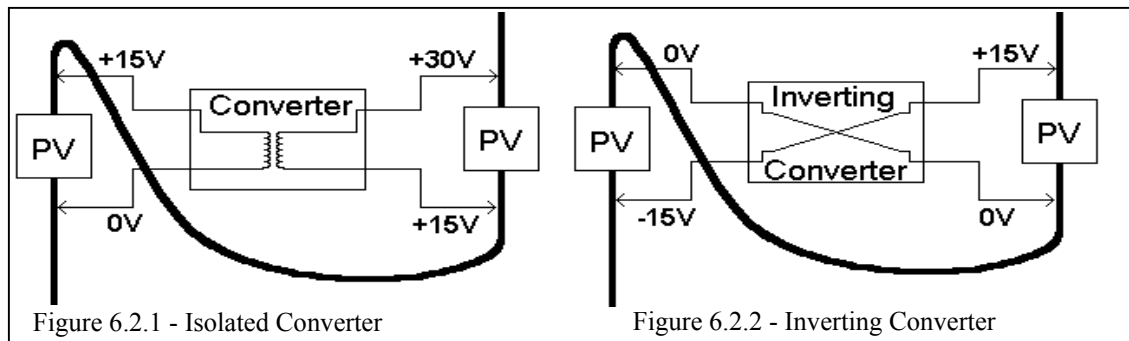 +15V
+30V
Converter
PV
PV
0V
+15V
Figure 6.2.1 - Isolated Converter
0V
+15V
Inverting
PV
PV
Converter
-15V
0V
Figure 6.2.2 - Inverting Converter